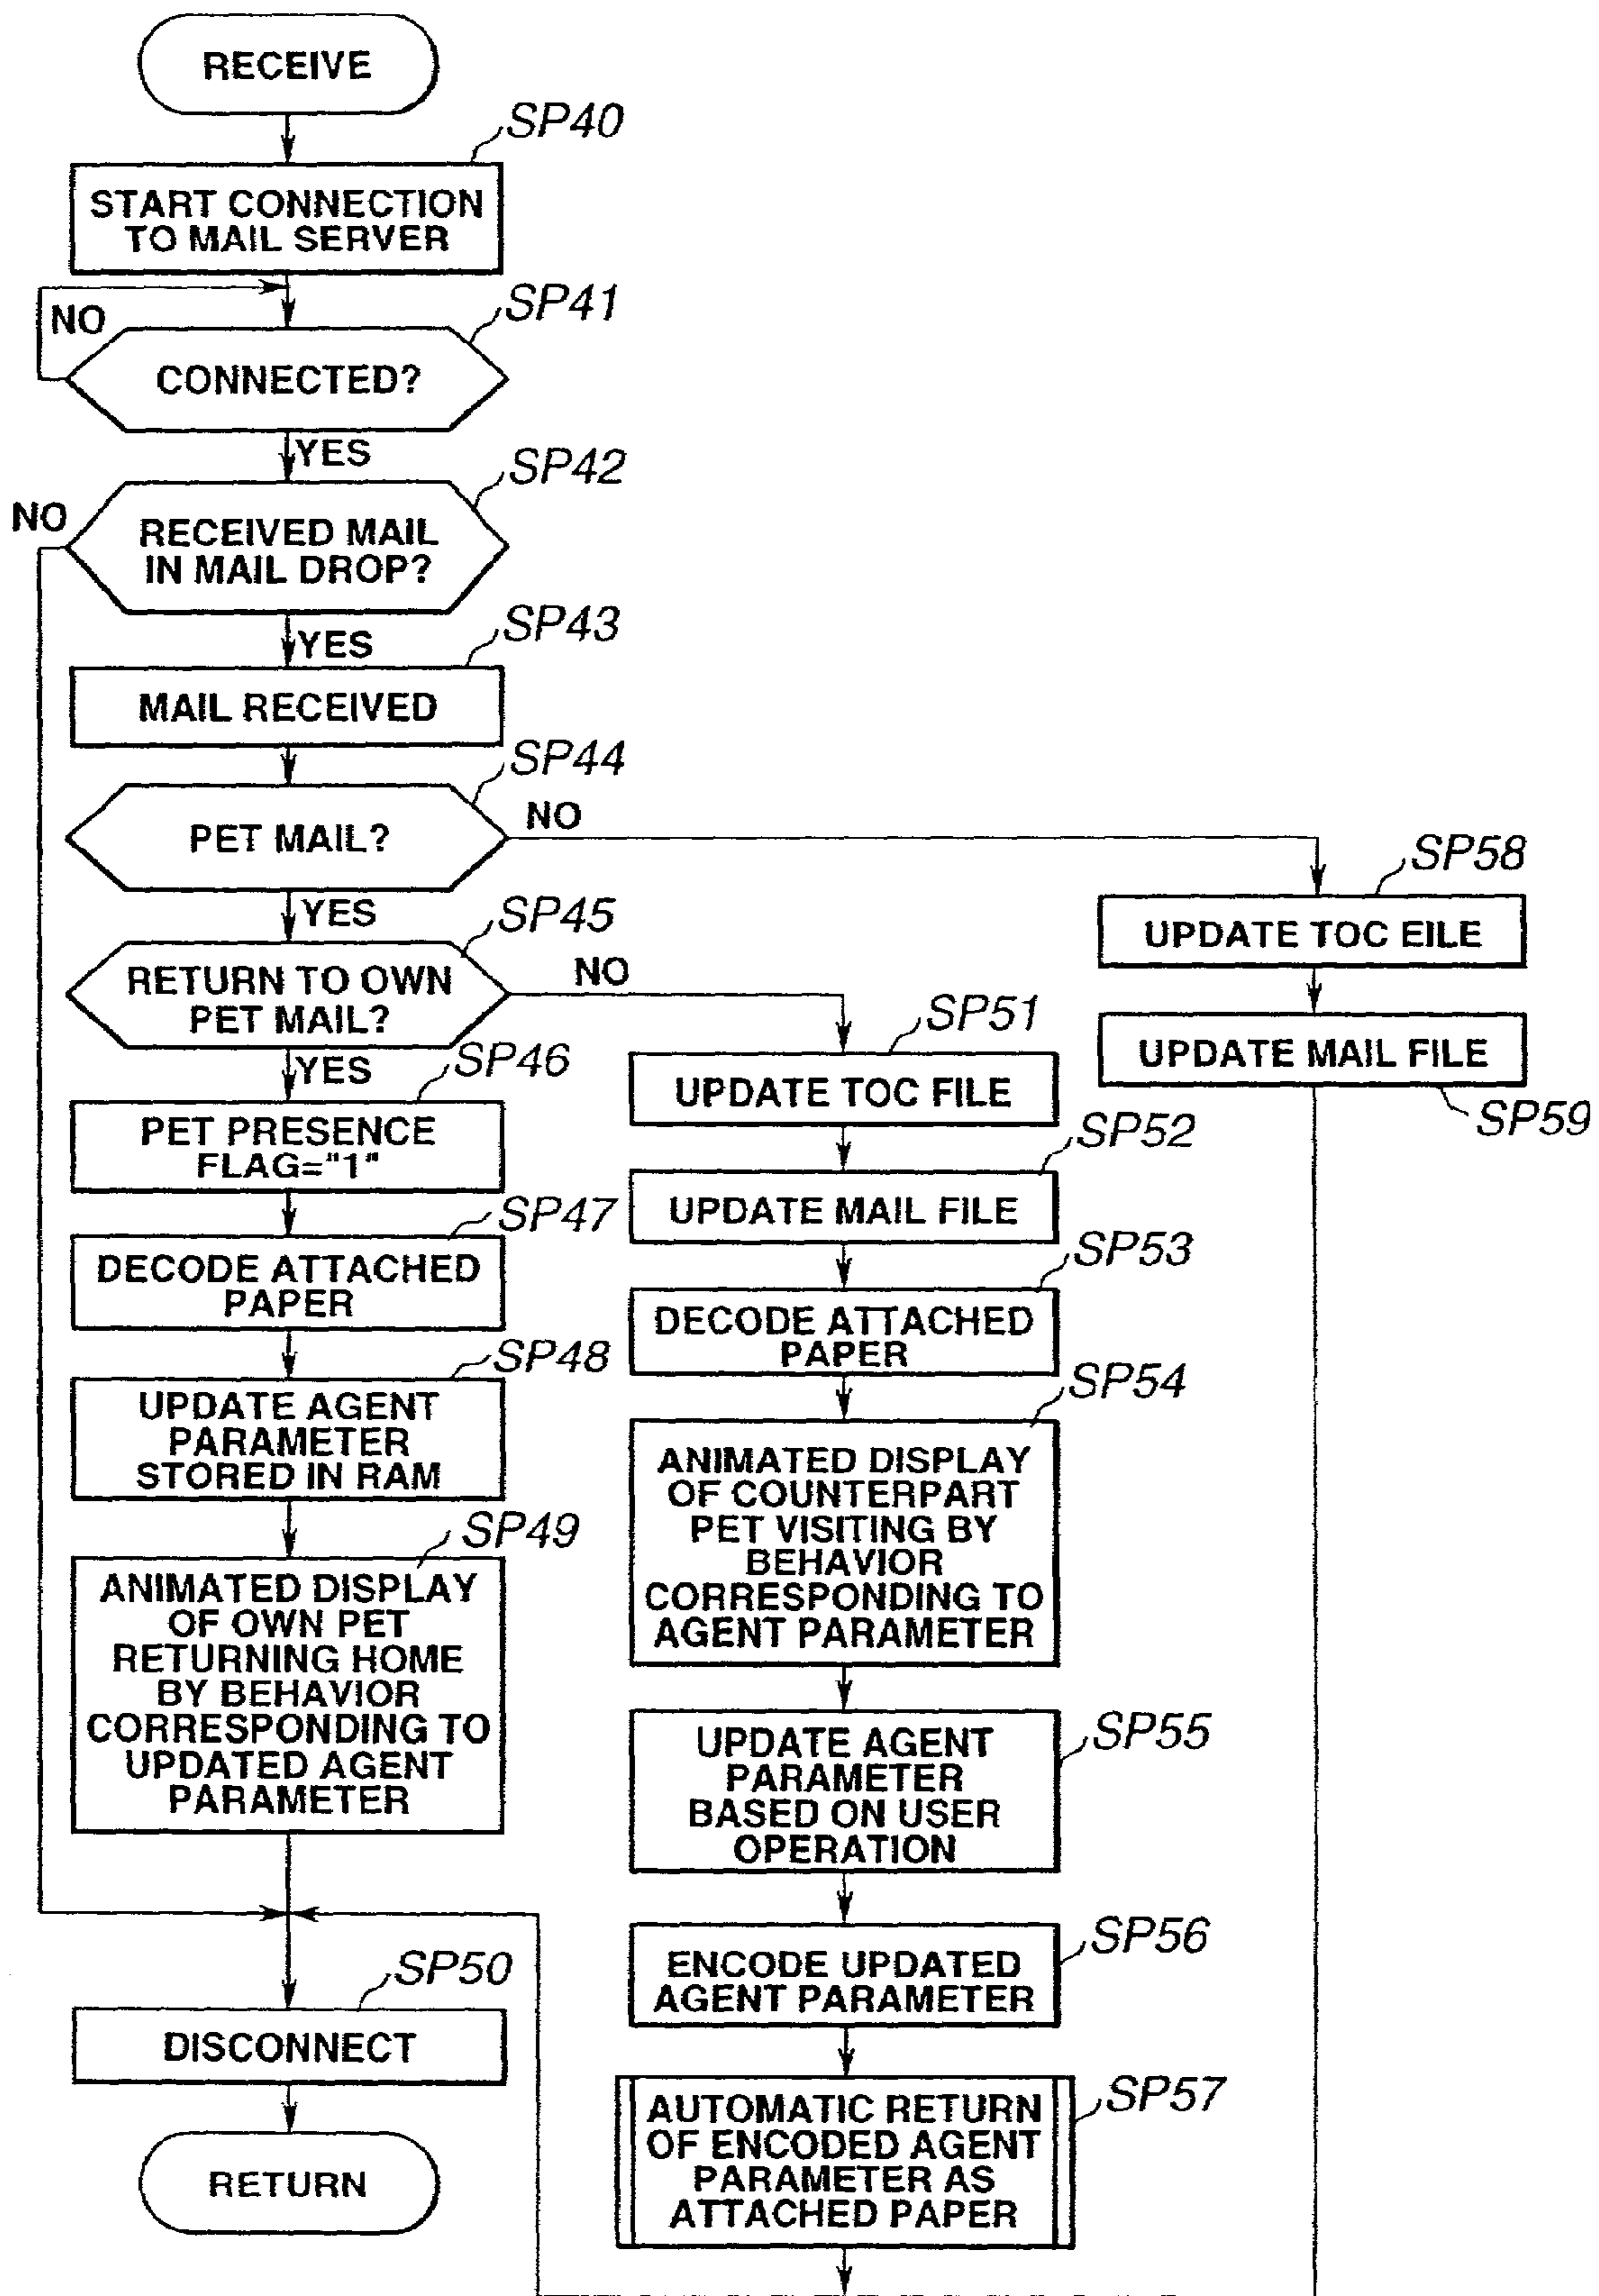 RECEIVE
SP40
START CONNECTION
TO MAIL SERVER
NO
SP41
CONNECTED?
YES
SP42
NO
RECEIVED MAIL
IN MAIL DROP?
YES
SP43
MAIL RECEIVED
SP44
PET MAIL?
NO
YES
SP45
RETURN TO OWN
PET MAIL?
NO
YES
SP46
PET PRESENCE
FLAG="1"
SP47
DECODE ATTACHED
PAPER
SP48
UPDATE AGENT
PARAMETER
STORED IN RAM
SP49
ANIMATED DISPLAY
OF OWN PET
RETURNING HOME
BY BEHAVIOR
CORRESPONDING TO
UPDATED AGENT
PARAMETER
SP50
DISCONNECT
RETURN
SP51
UPDATE TOC FILE
SP52
UPDATE MAIL FILE
SP53
DECODE ATTACHED
PAPER
SP54
ANIMATED DISPLAY
OF COUNTERPART
PET VISITING BY
BEHAVIOR
CORRESPONDING TO
AGENT PARAMETER
SP55
UPDATE AGENT
PARAMETER
BASED ON USER
OPERATION
SP56
ENCODE UPDATED
AGENT PARAMETER
SP57
AUTOMATIC RETURN
OF ENCODED AGENT
PARAMETER AS
ATTACHED PAPER
SP58
UPDATE TOC EILE
UPDATE MAIL FILE
SP59